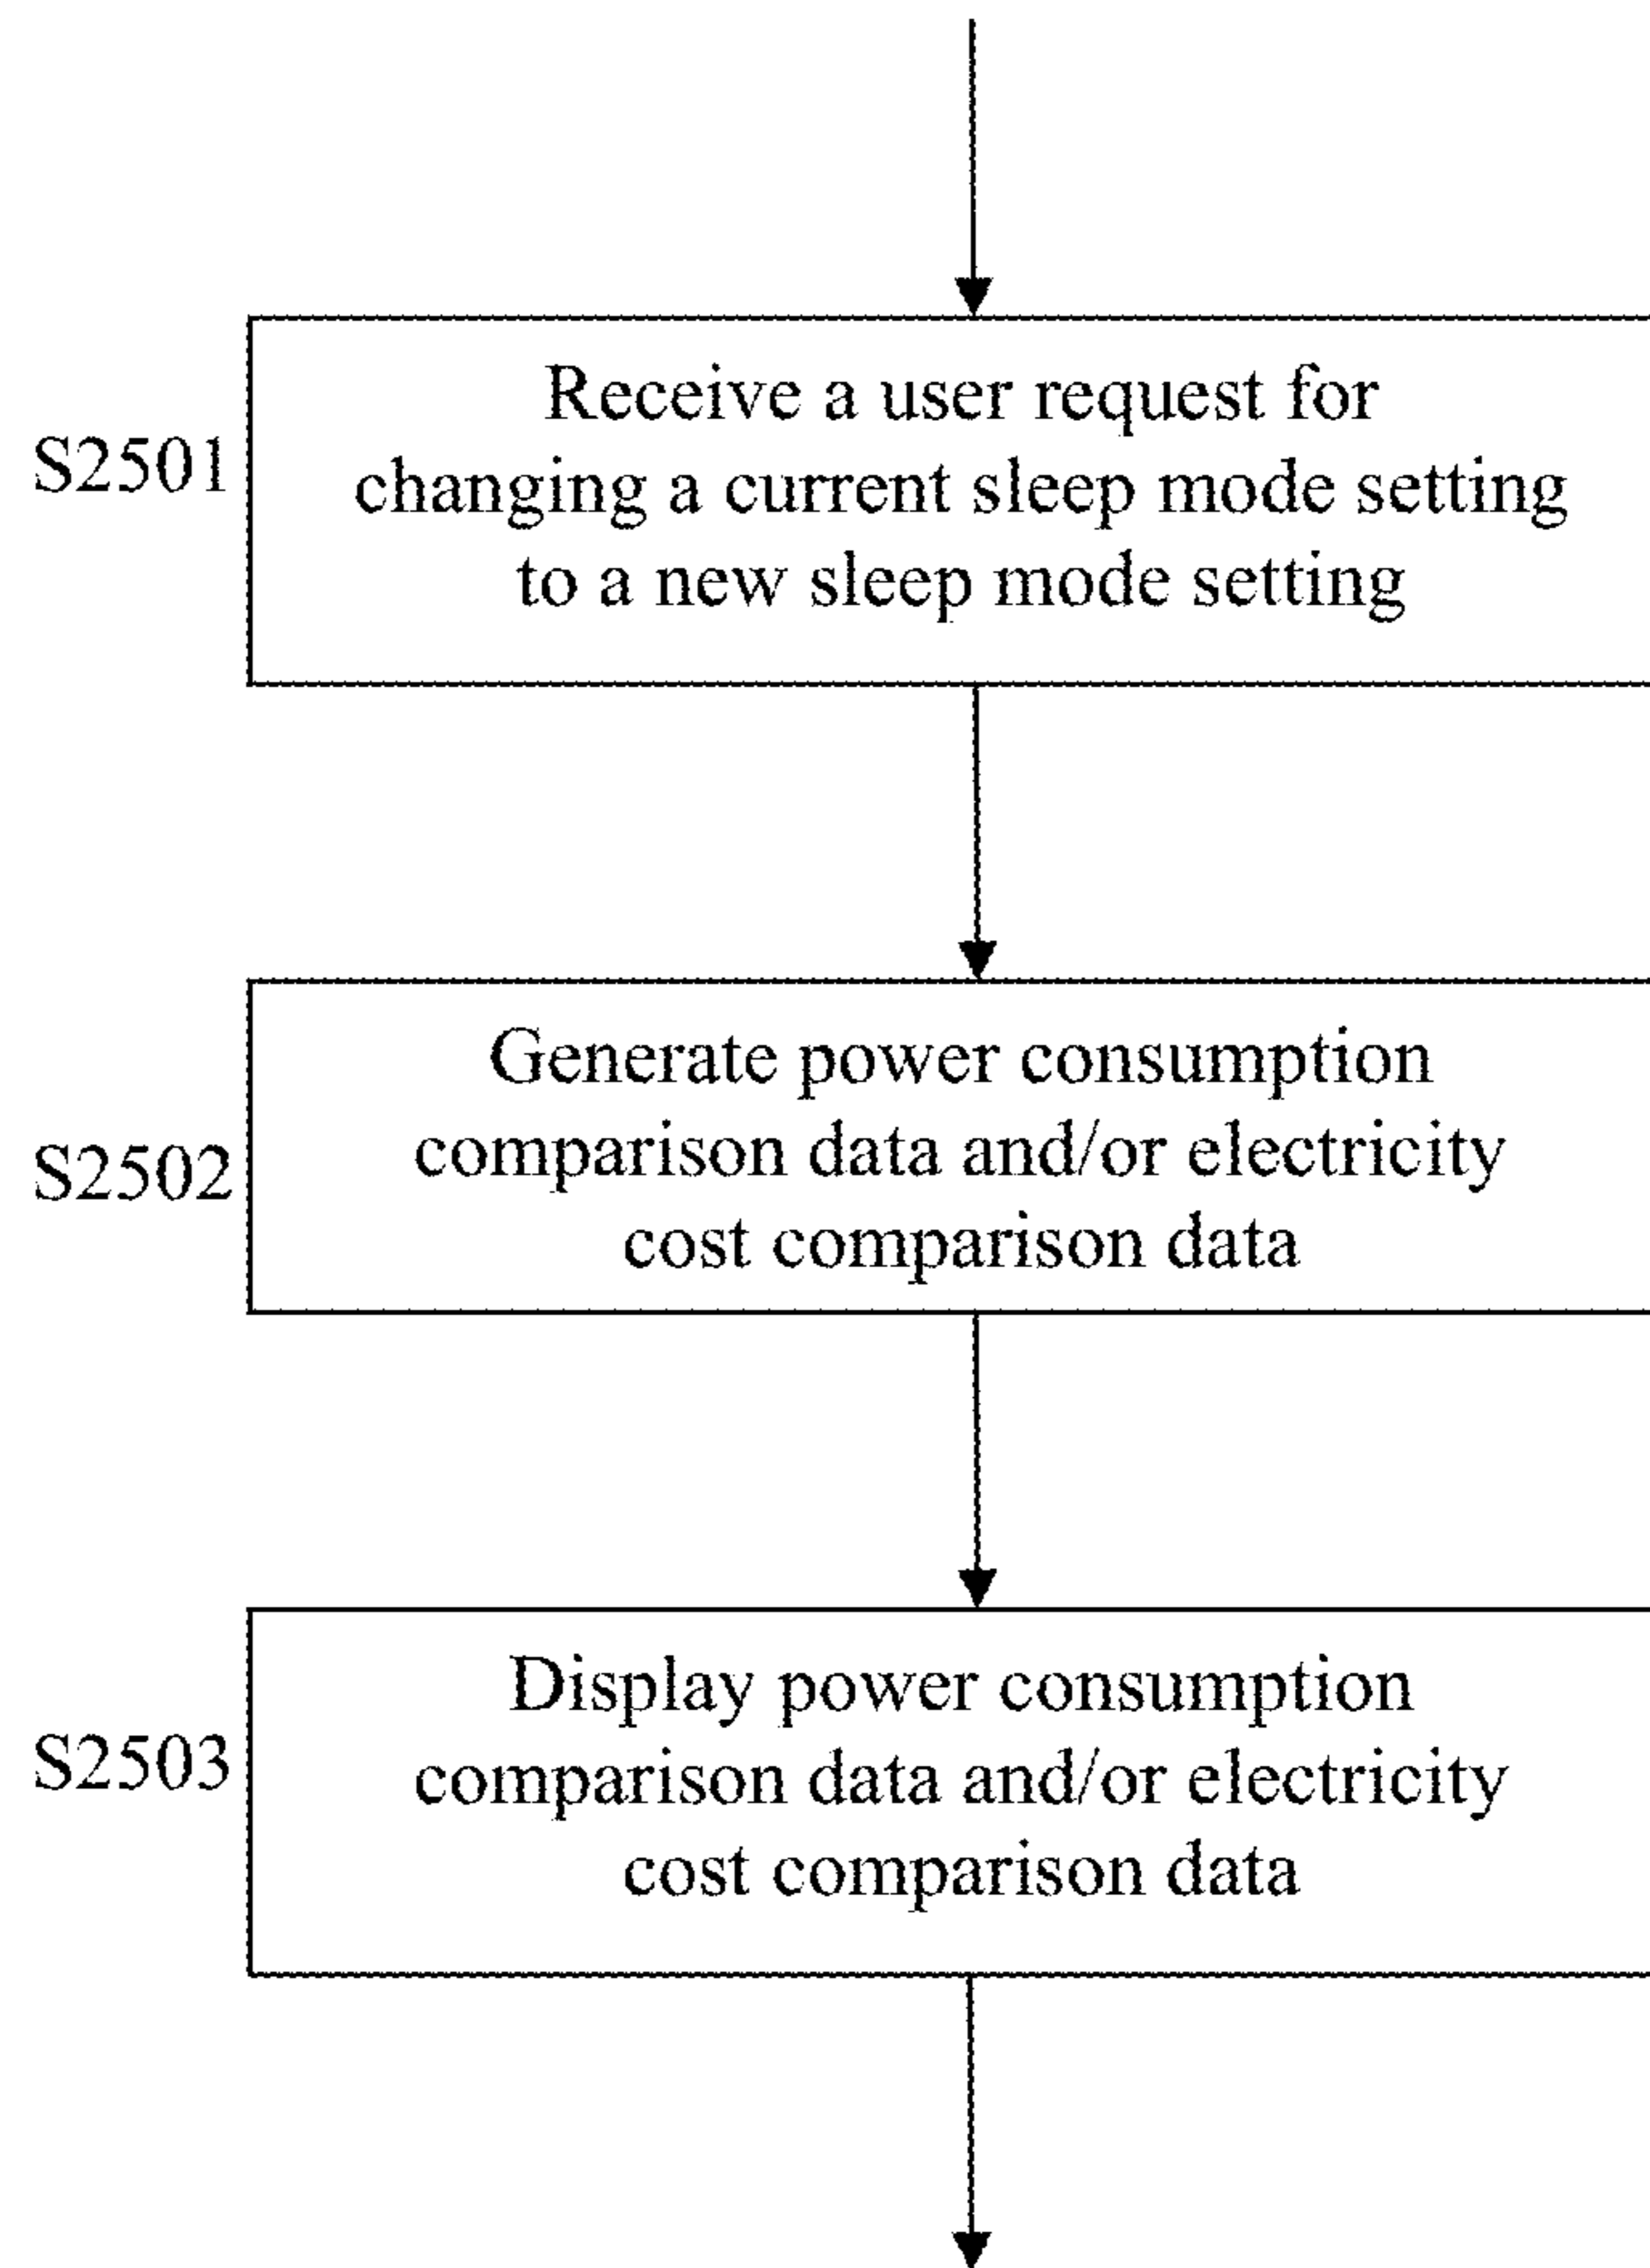 Receive a user request for
S2501
changing a current sleep mode setting
to a new sleep mode setting
Generate power consumption
S2502
comparison data and/or electricity
cost comparison data
Display power consumption
S2503
comparison data and/or electricity
cost comparison data